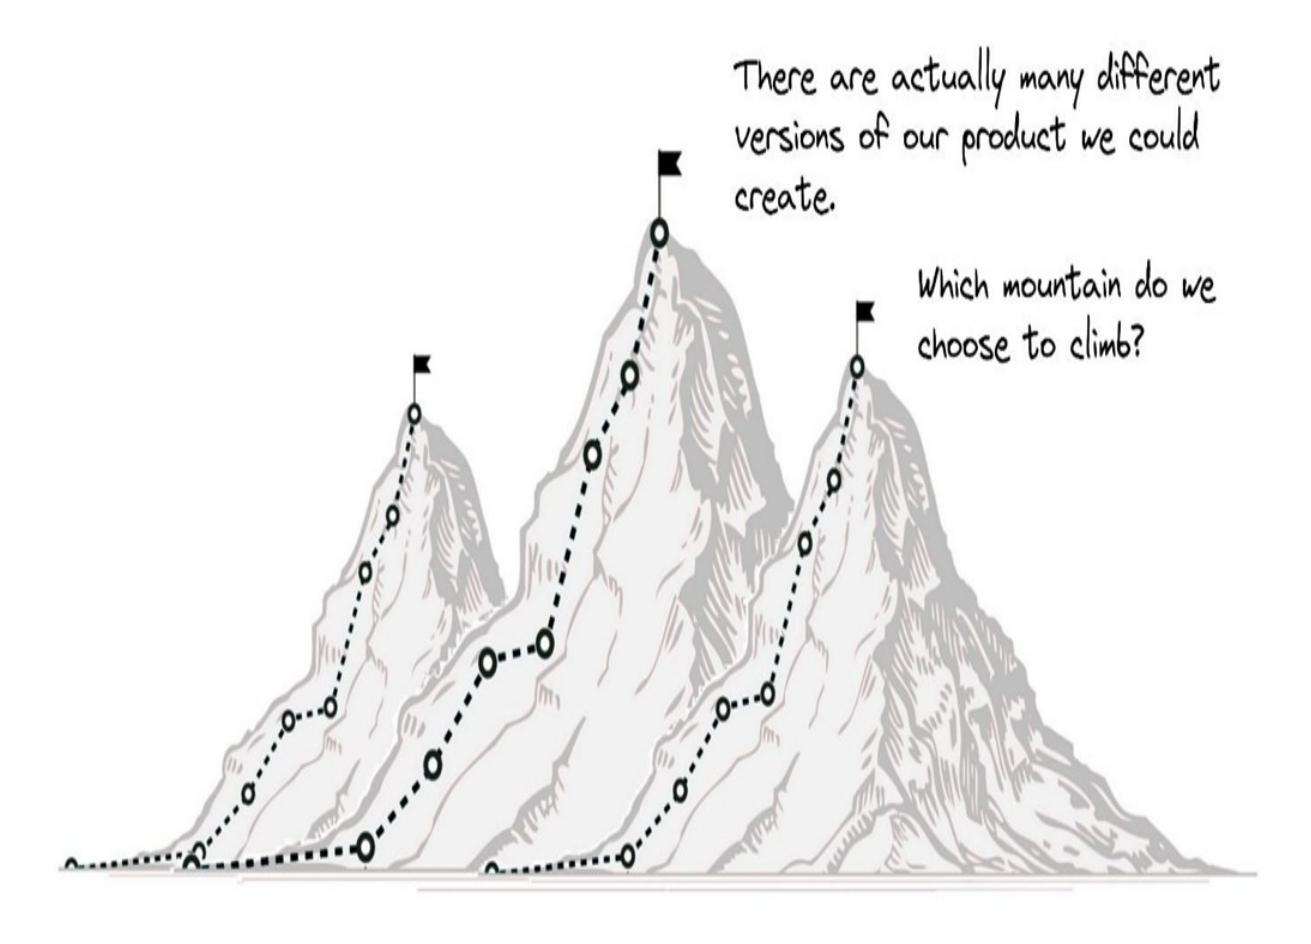 There are actually many different
versions of our product we could
create.
Which mountain do we
choose to climb?